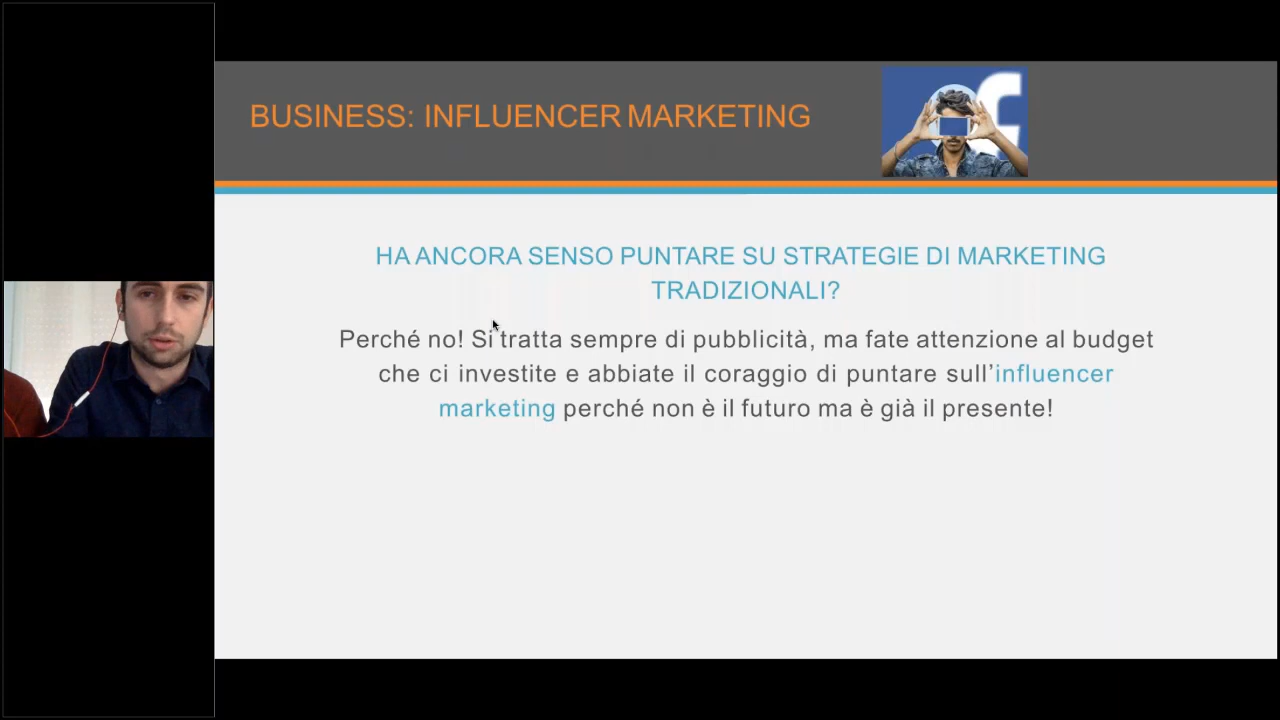 BUSINESS: INFLUENCER MARKETING
HA ANCORA SENSO PUNTARE SU STRATEGIE DI MARKETING
TRADIZIONALI?
Perché no! Si tratta sempre di pubblicità, ma fate attenzione al budget
che ci investite e abbiate il coraggio di puntare sull’influencer
marketing perché non è il futuro ma è già il presente!